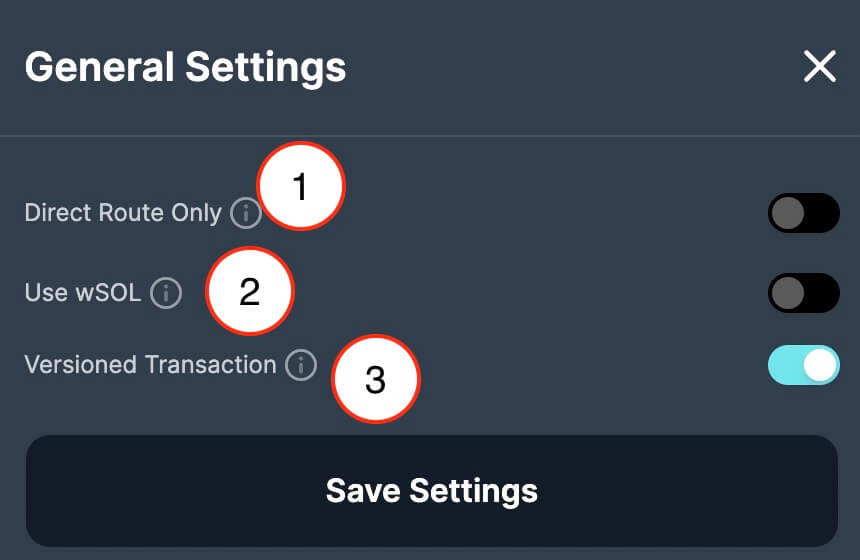 General Settings
1
Direct Route Only
2
Use wSOL
3
Versioned Transaction
Save Settings